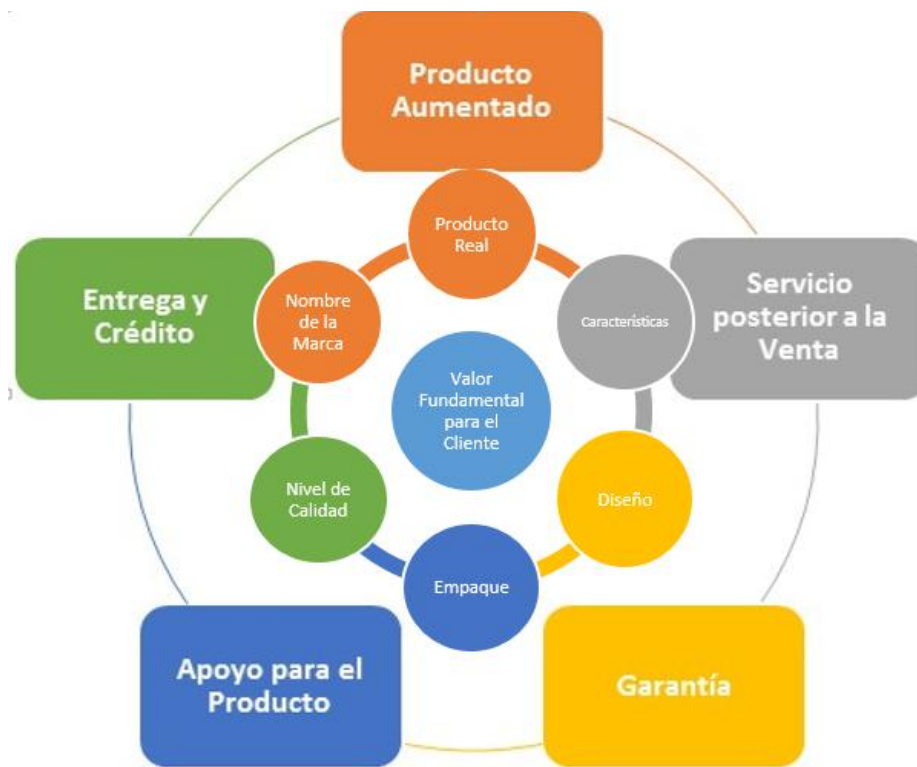 Producto
Aumentado
Producto
Real
Nombre
de la
Marca
Características
Entrega y
Crédito
Servicio
posterior a la
Venta
Valor
Fundamental
para el
Cliente
Nivel de
Calidad
Diseño
Empaque
Apoyo para el
Producto
Garantía